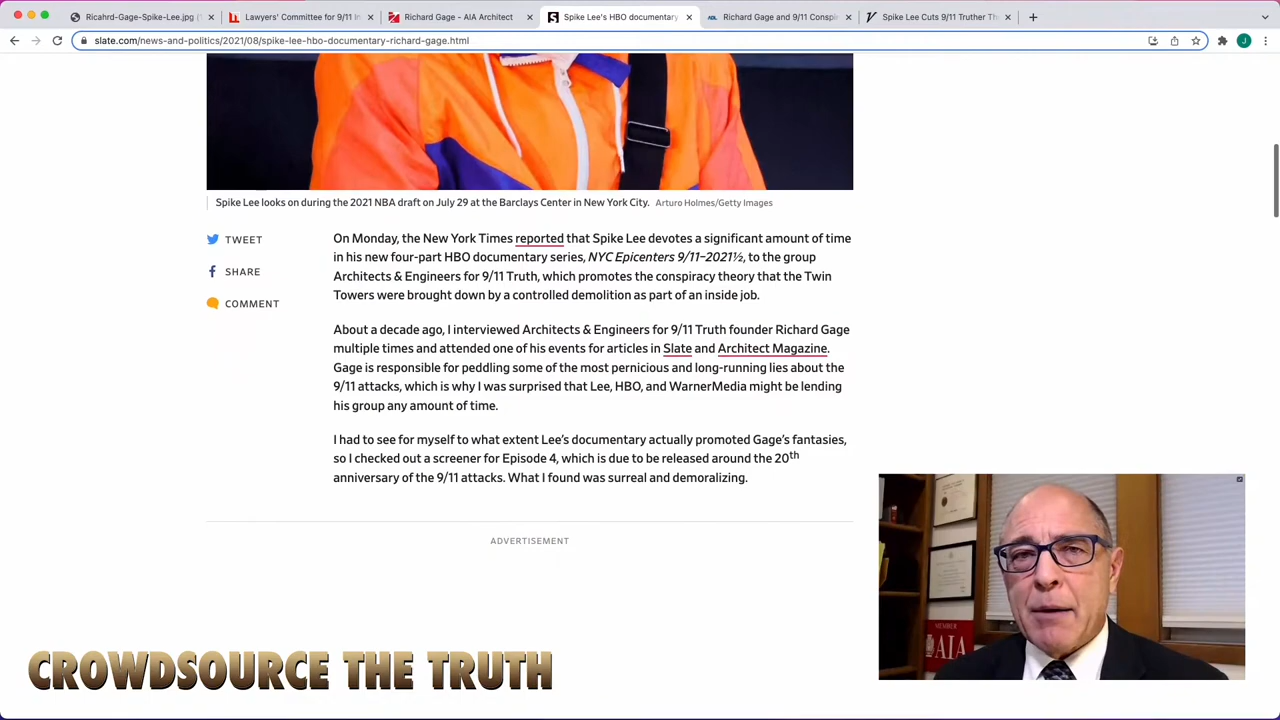 Ricahrd-Gage-Spike-Lee.jpg (
Lawyers' Committee for 9/11 In
Richard Gage - AIA Architect
Spike Lee's HBO documentary
ADL
Richard Gage and 9/11 Conspi
Spike Lee Cuts 9/11 Truther Th
slate.com/news-and-politics/2021/08/spike-lee-hbo-documentary-richard-gage.html
J
Spike Lee looks on during the 2021 NBA draft on July 29 at the Barclays Center in New York City. Arturo Holmes/Getty Images
TWEET
SHARE
COMMENT
On Monday, the New York Times reported that Spike Lee devotes a significant amount of time
in his new four-part HBO documentary series, NYC Epicenters 9/11–2021½, to the group
Architects & Engineers for 9/11 Truth, which promotes the conspiracy theory that the Twin
Towers were brought down by a controlled demolition as part of an inside job.
About a decade ago, I interviewed Architects & Engineers for 9/11 Truth founder Richard Gage
multiple times and attended one of his events for articles in Slate and Architect Magazine.
Gage is responsible for peddling some of the most pernicious and long-running lies about the
9/11 attacks, which is why I was surprised that Lee, HBO, and WarnerMedia might be lending
his group any amount of time.
I had to see for myself to what extent Lee's documentary actually promoted Gage's fantasies,
so I checked out a screener for Episode 4, which is due to be released around the 20th
anniversary of the 9/11 attacks. What I found was surreal and demoralizing.
ADVERTISEMENT
MEMBER
AIA
CROWDSOURCE THE TRUTH